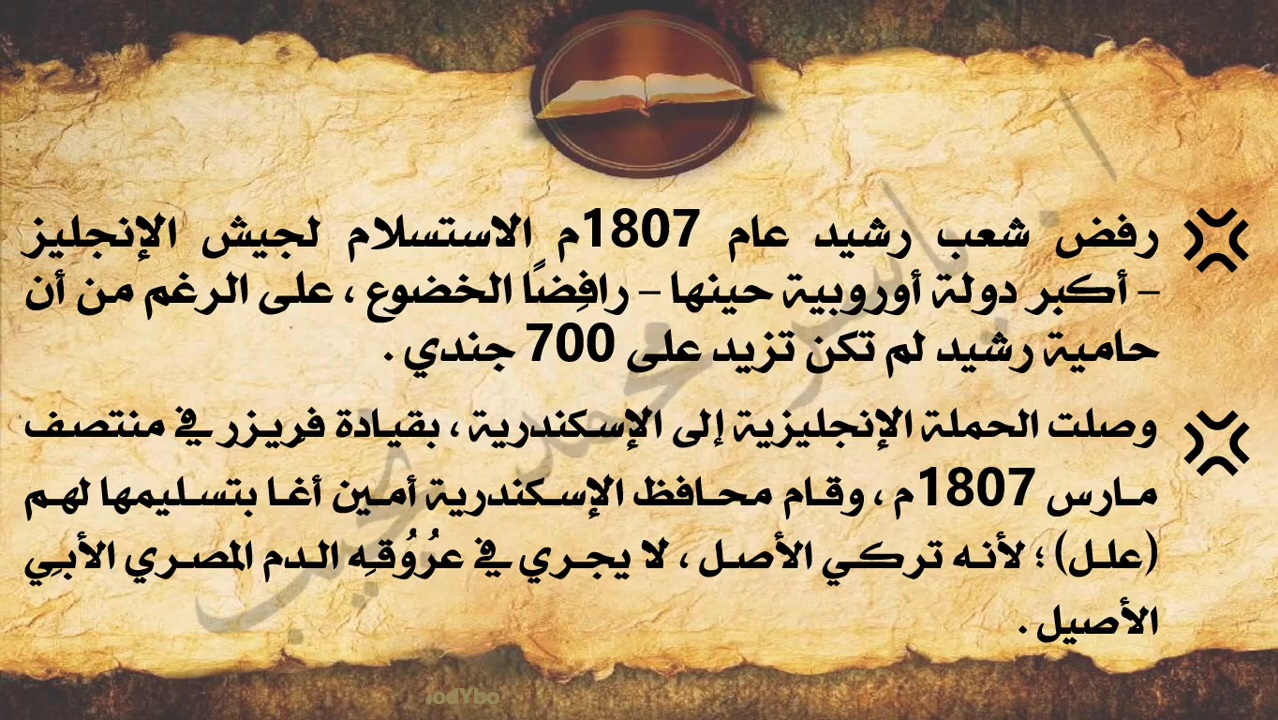 رفض شعب رشيد عام 1807م الاستسلام لجيش الإنجليز
– أكبر دولة أوروبية حينها – رافِضًا الخضوع ، على الرغم من أن
حامية رشيد لم تكن تزيد على 700 جندي .
وصلت الحملة الإنجليزية إلى الإسكندرية ، بقيادة فريزر في منتصف
مارس 1807م ، وقام محافظ الإسكندرية أمين أغا بتسليمها لهم
(علل) ؛ لأنه تركي الأصل ، لا يجري في عرُوُقـِه الدم المصري الأبـِي
الأصيل .